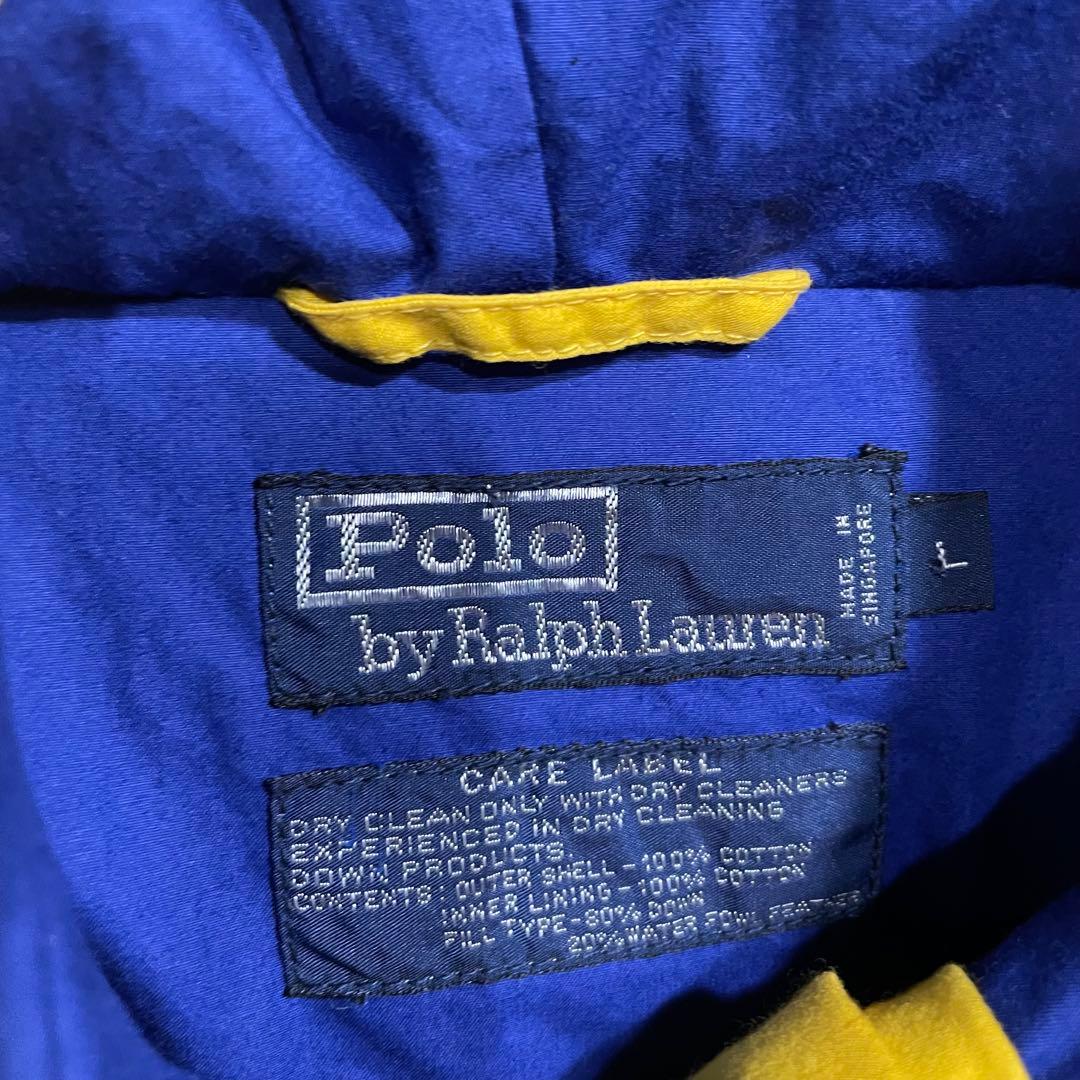 Polo
by Ralph Lauren
MADE IN
SINGAPORE
L
CARE LABEL
DRY CLEAN ONLY WITH DRY CLEANERS
EXPERIENCED IN DRY CLEANING
DOWN PRODUCTS.
CONTENTS: OUTER SHELL - 100% COTTON
INNER LINING - 100% COTTON
FILL TYPE - 80% DOWN
20% WATER FOWL FEATHER